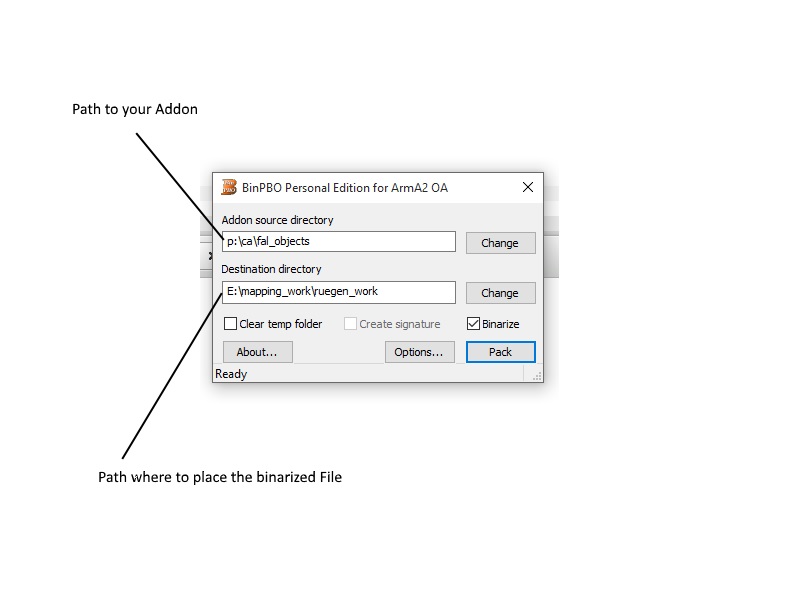 Path to your Addon
BinPBO Personal Edition for ArmA2 OA
Addon source directory
p:\ca\fal_objects
Change
Destination directory
E:\mapping_work\ruegen_work
Change
Clear temp folder
Create signature
Binarize
About...
Options...
Pack
Ready
Path where to place the binarized File